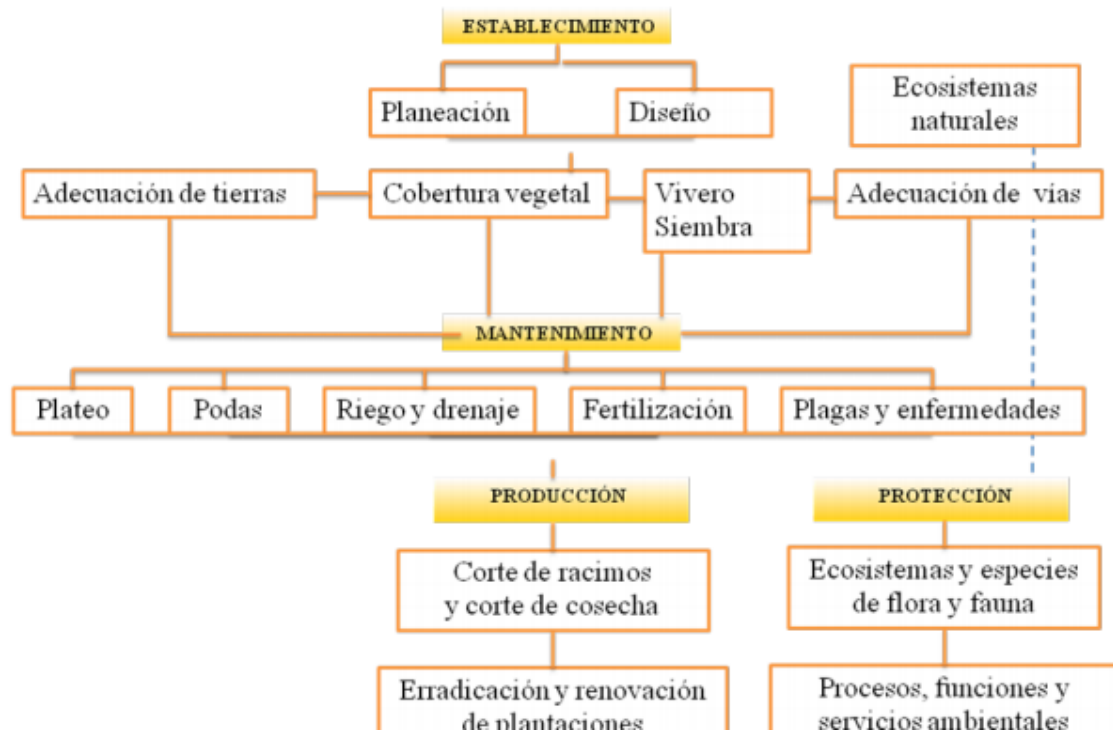 ESTABLECIMIENTO
Planeación
Diseño
Ecosistemas
naturales
Adecuación de tierras
Cobertura vegetal
Vivero
Siembra
Adecuación de vías
MANTENIMIENTO
Plateo
Podas
Riego y drenaje
Fertilización
Plagas y enfermedades
PRODUCCIÓN
PROTECCIÓN
Corte de racimos
y corte de cosecha
Ecosistemas y especies
de flora y fauna
Erradicación y renovación
de plantaciones
Procesos, funciones y
servicios ambientales